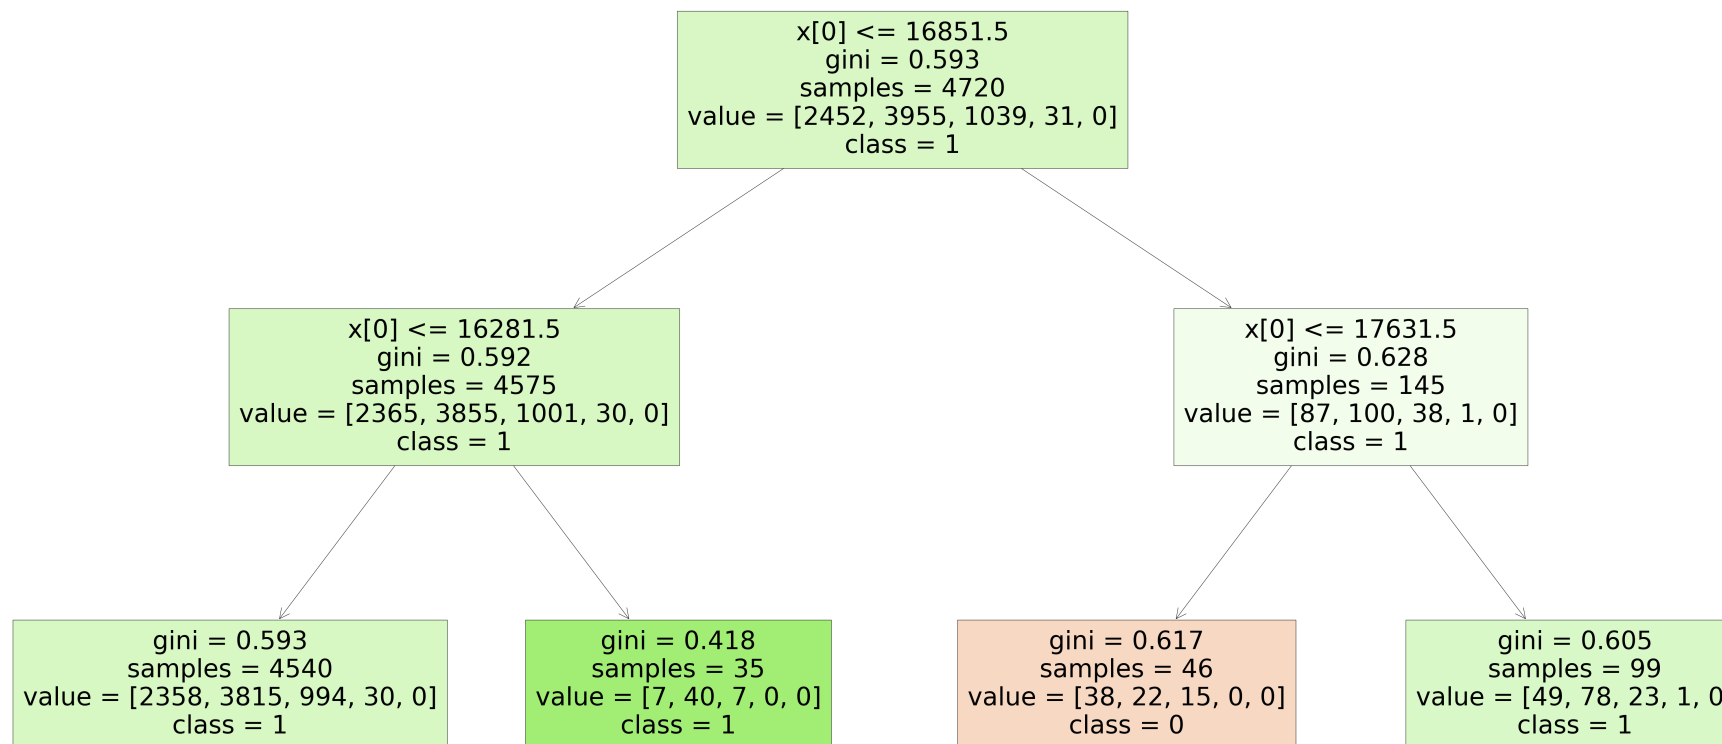 x[0] <= 16851.5
gini = 0.593
samples = 4720
value = [2452, 3955, 1039, 31, 0]
class = 1
x[0] <= 16281.5
gini = 0.592
samples = 4575
value = [2365, 3855, 1001, 30, 0]
class = 1
x[0] <= 17631.5
gini = 0.628
samples = 145
value = [87, 100, 38, 1, 0]
class = 1
gini = 0.593
samples = 4540
value = [2358, 3815, 994, 30, 0]
class = 1
gini = 0.418
samples = 35
value = [7, 40, 7, 0, 0]
class = 1
gini = 0.617
samples = 46
value = [38, 22, 15, 0, 0]
class = 0
gini = 0.605
samples = 99
value = [49, 78, 23, 1, 0
class = 1